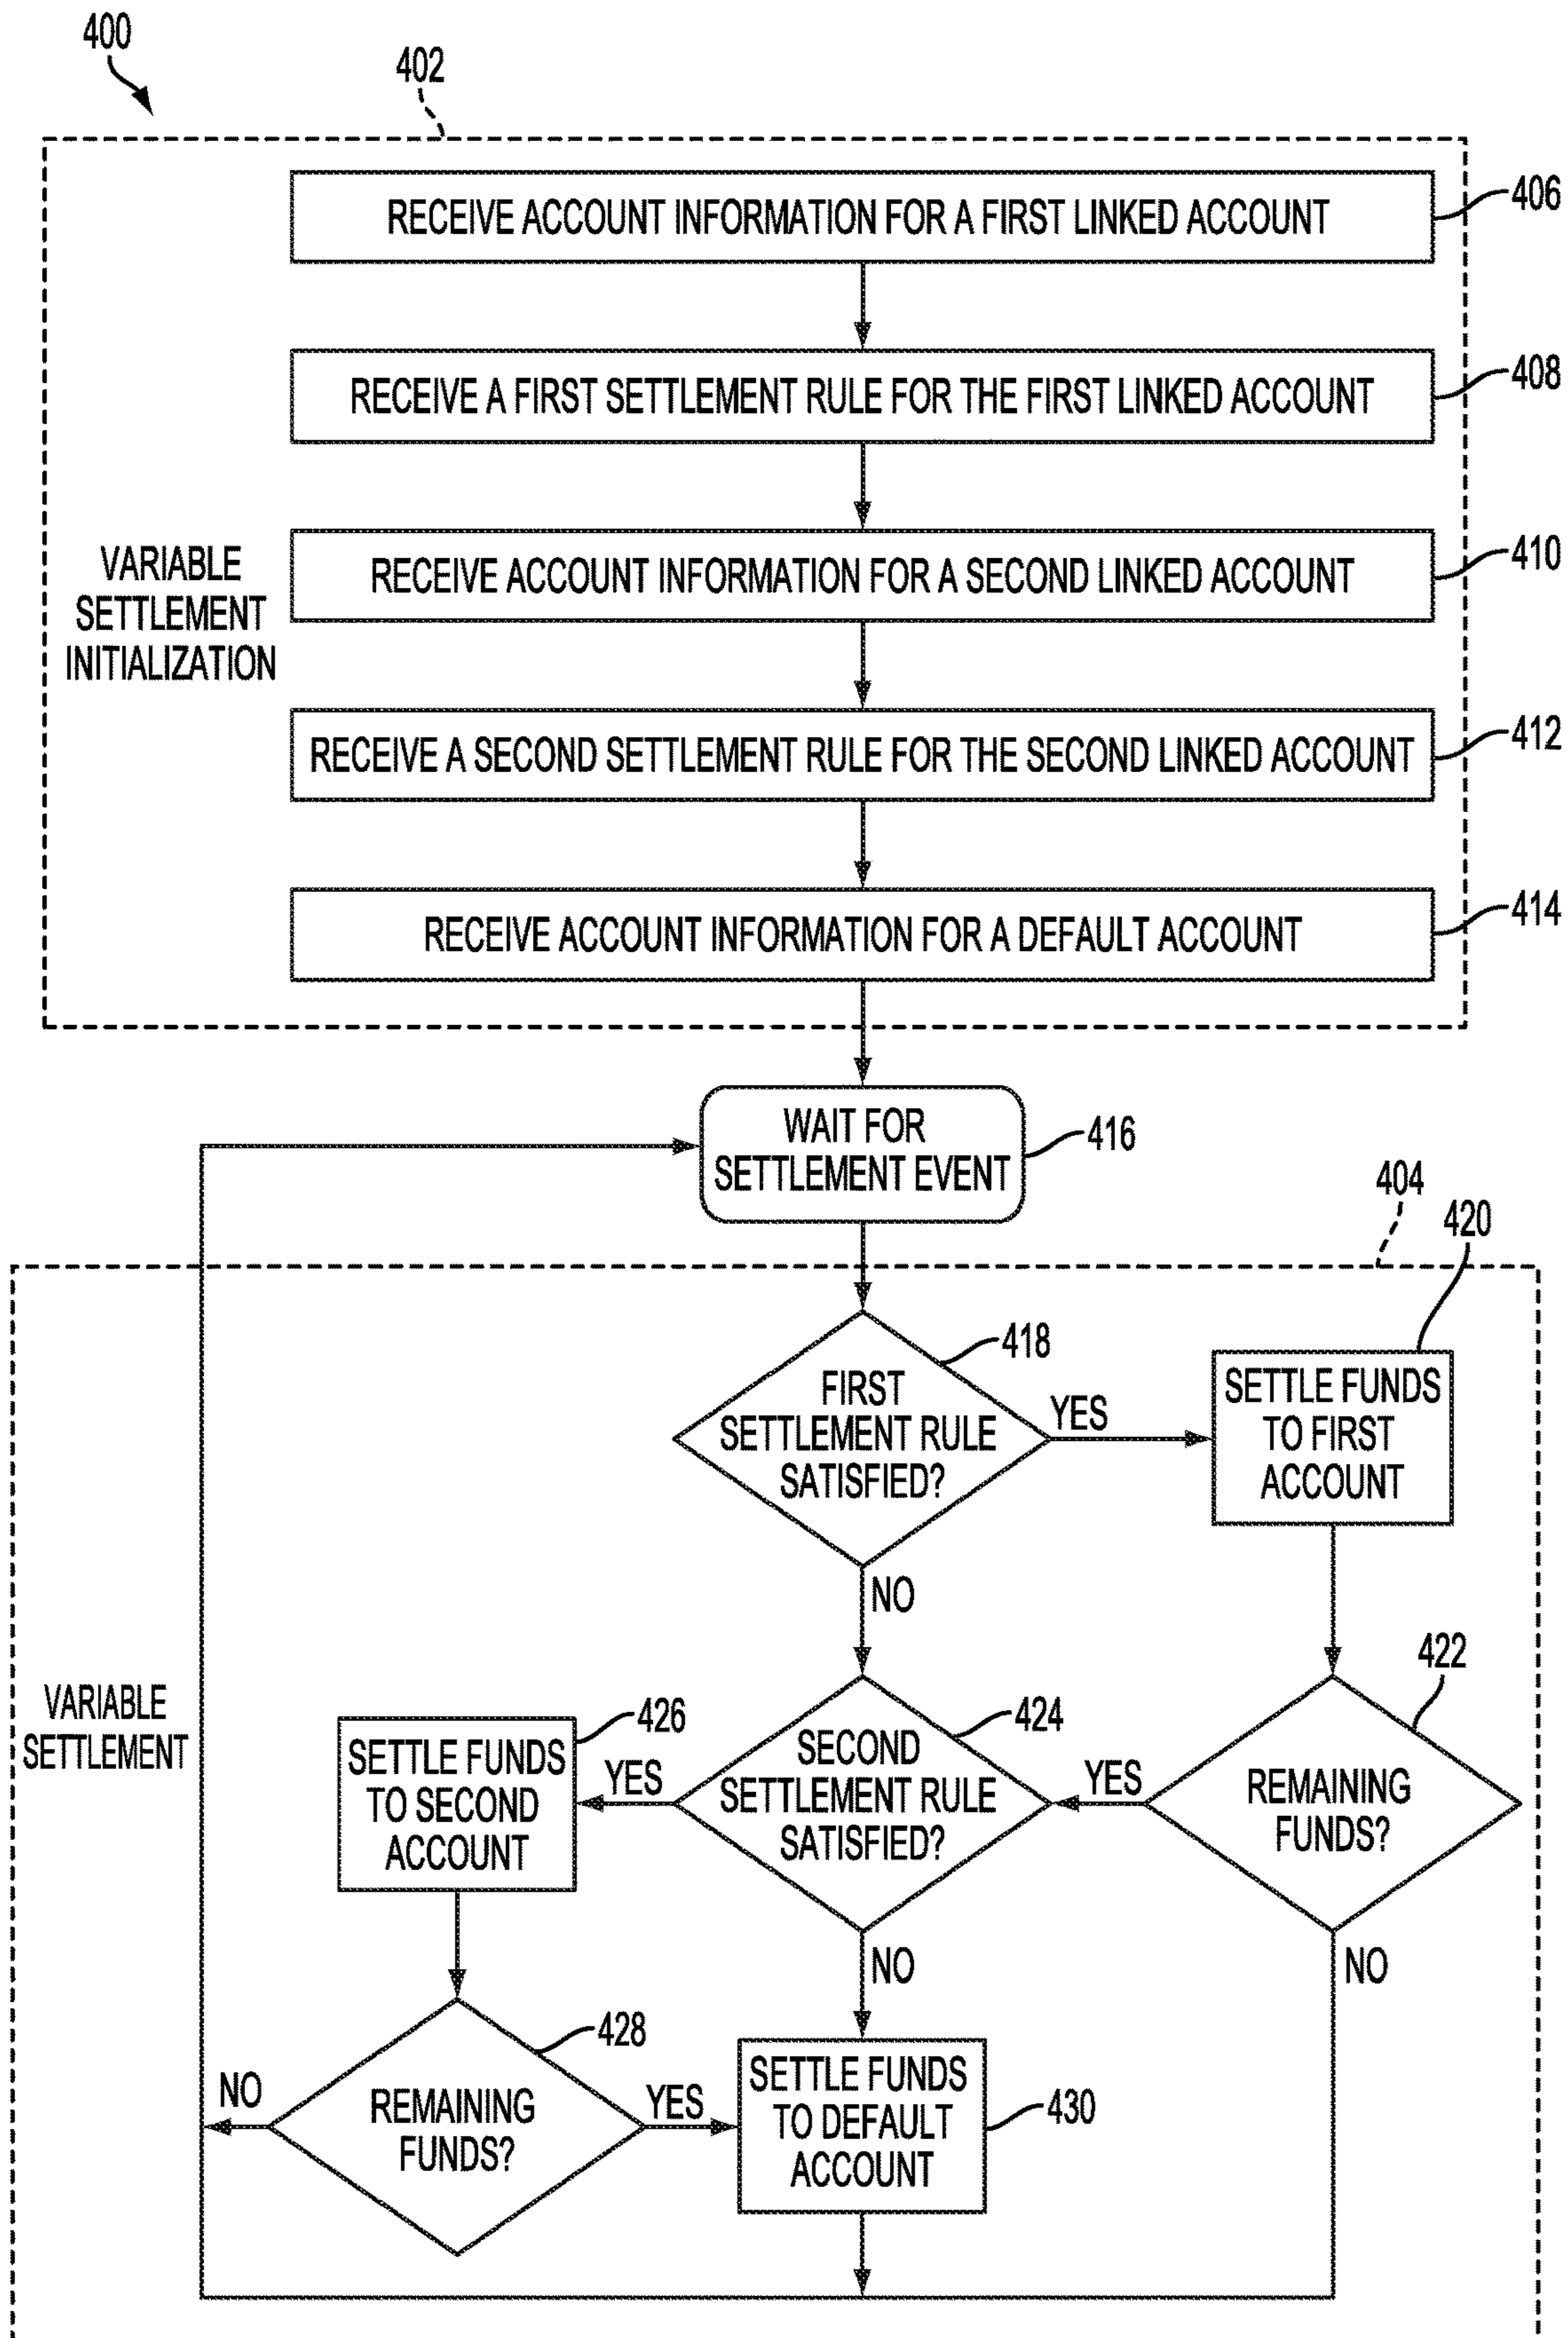 400
402
RECEIVE ACCOUNT INFORMATION FOR A FIRST LINKED ACCOUNT
406
RECEIVE A FIRST SETTLEMENT RULE FOR THE FIRST LINKED ACCOUNT
408
VARIABLE
SETTLEMENT
INITIALIZATION
RECEIVE ACCOUNT INFORMATION FOR A SECOND LINKED ACCOUNT
410
RECEIVE A SECOND SETTLEMENT RULE FOR THE SECOND LINKED ACCOUNT
412
RECEIVE ACCOUNT INFORMATION FOR A DEFAULT ACCOUNT
414
WAIT FOR
SETTLEMENT EVENT
416
404
420
418
FIRST
SETTLEMENT RULE
SATISFIED?
YES
SETTLE FUNDS
TO FIRST
ACCOUNT
NO
422
VARIABLE
SETTLEMENT
426
SETTLE FUNDS
TO SECOND
ACCOUNT
YES
424
SECOND
SETTLEMENT RULE
SATISFIED?
YES
REMAINING
FUNDS?
NO
NO
428
NO
REMAINING
FUNDS?
YES
SETTLE FUNDS
TO DEFAULT
ACCOUNT
430